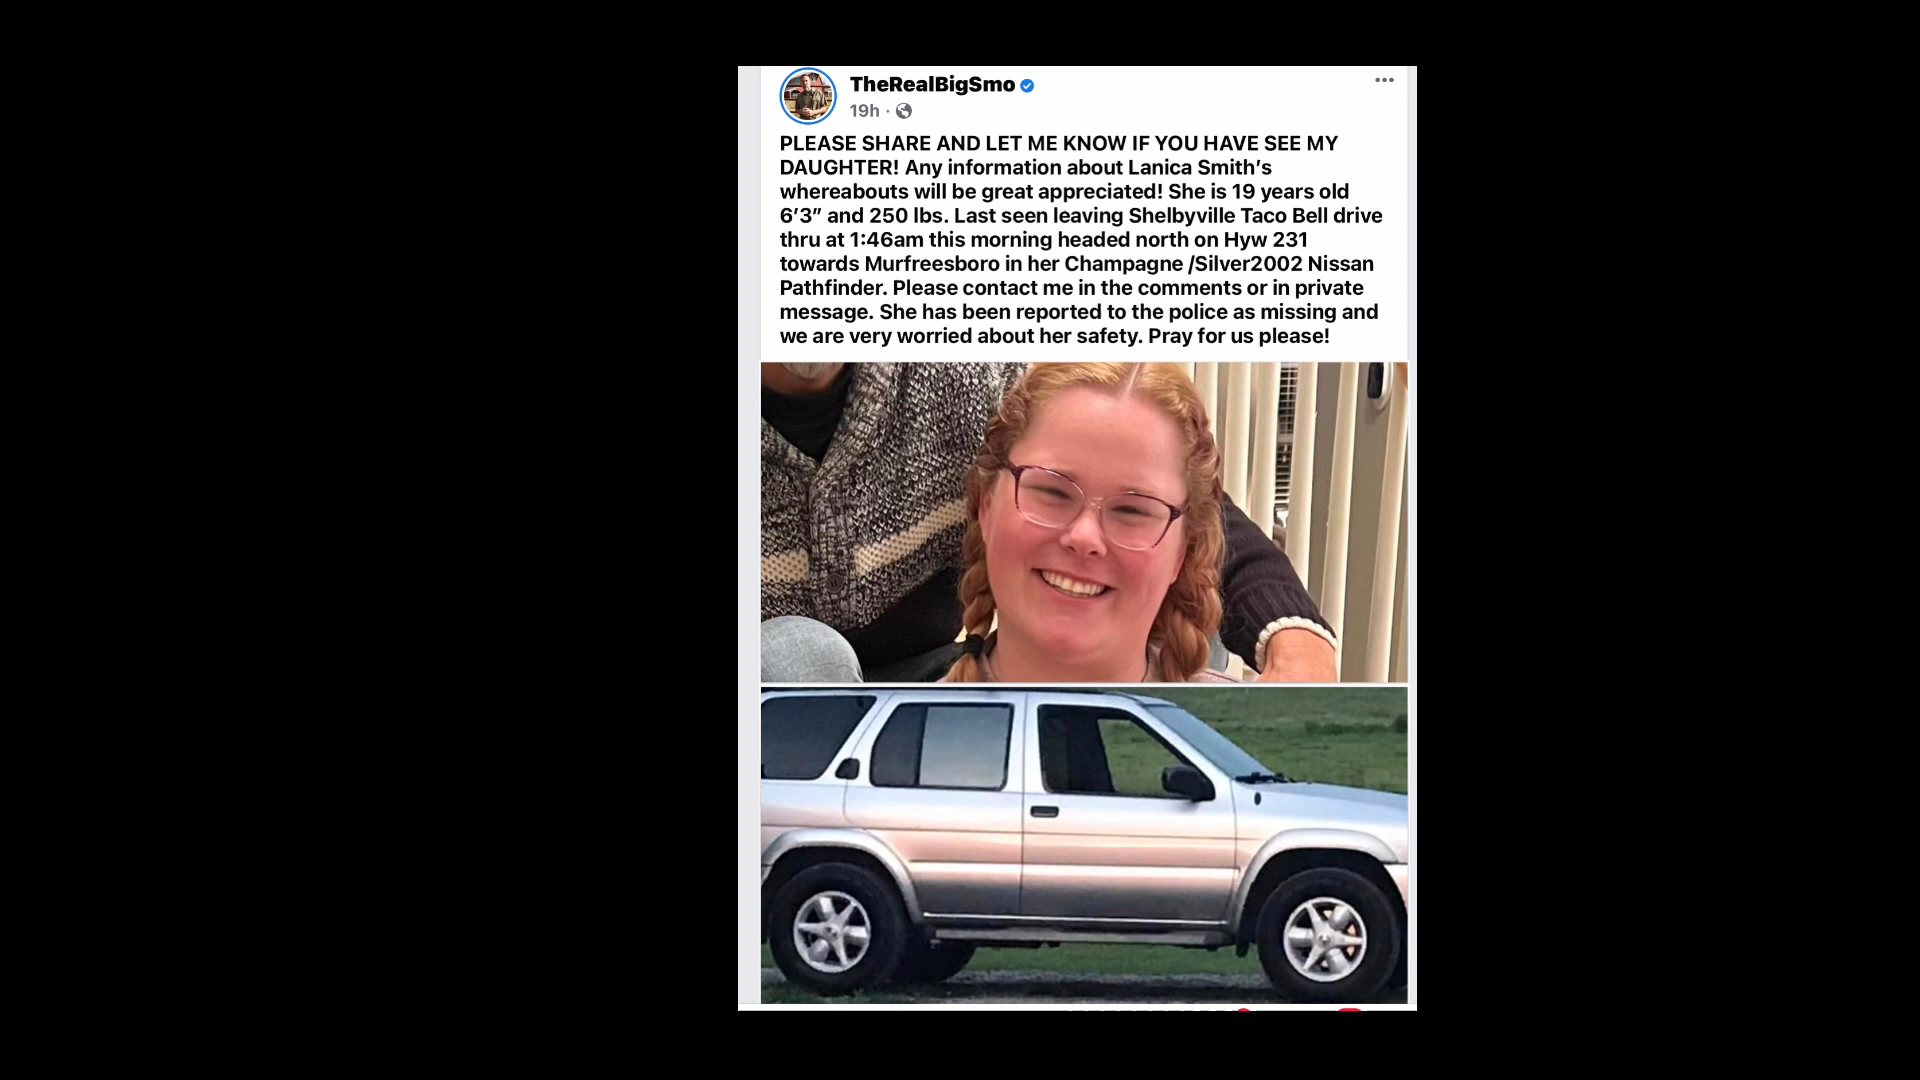 TheRealBigSmo
19h ·
PLEASE SHARE AND LET ME KNOW IF YOU HAVE SEE MY
DAUGHTER! Any information about Lanica Smith’s
whereabouts will be great appreciated! She is 19 years old
6’3” and 250 lbs. Last seen leaving Shelbyville Taco Bell drive
thru at 1:46am this morning headed north on Hyw 231
towards Murfreesboro in her Champagne /Silver2002 Nissan
Pathfinder. Please contact me in the comments or in private
message. She has been reported to the police as missing and
we are very worried about her safety. Pray for us please!